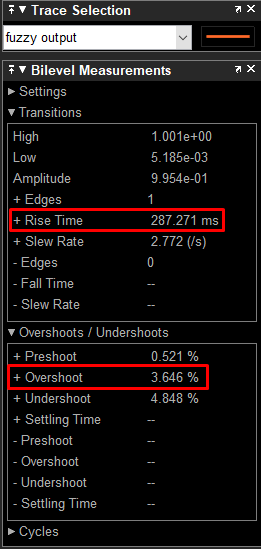 Trace Selection
fuzzy output
Bilevel Measurements
Settings
Transitions
High 1.001e+00
Low 5.185e-03
Amplitude 9.954e-01
+ Edges 1
+ Rise Time 287.271 ms
+ Slew Rate 2.772 (/s)
- Edges 0
- Fall Time --
- Slew Rate --
Overshoots / Undershoots
+ Preshoot 0.521 %
+ Overshoot 3.646 %
+ Undershoot 4.848 %
+ Settling Time --
- Preshoot --
- Overshoot --
- Undershoot --
- Settling Time --
Cycles